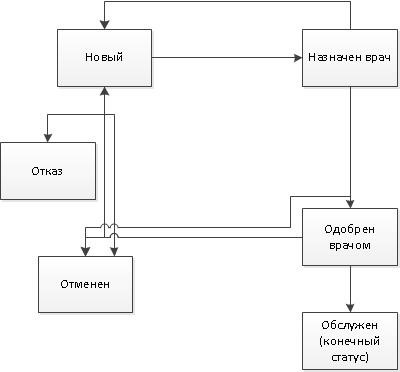 Новый
Назначен врач
Отказ
Одобрен
врачом
Отменен
Обслужен
(конечный
статус)